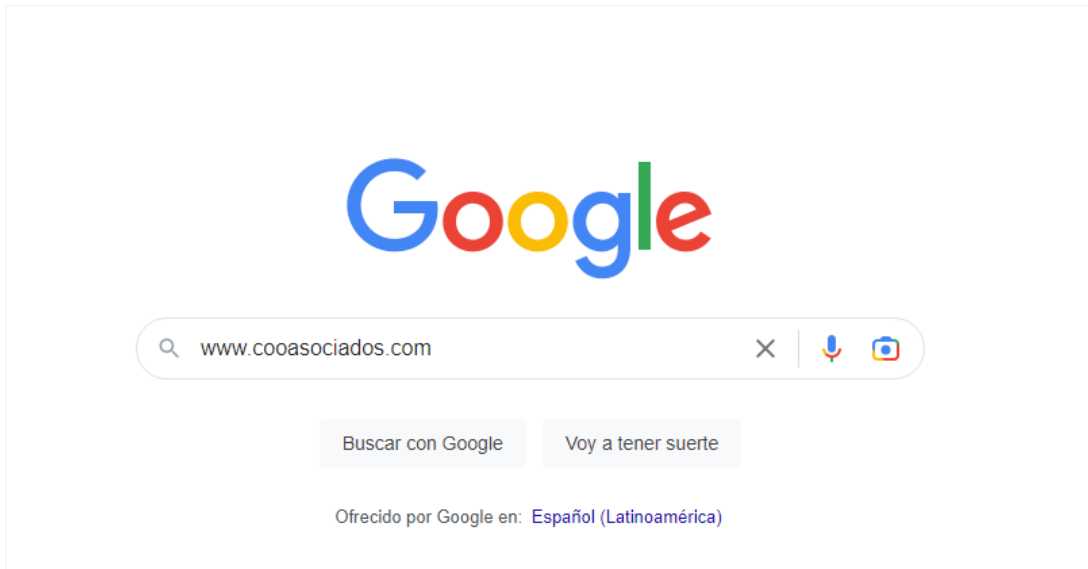 Google
www.cooasociados.com
Buscar con Google Voy a tener suerte
Ofrecido por Google en: Español (Latinoamérica)